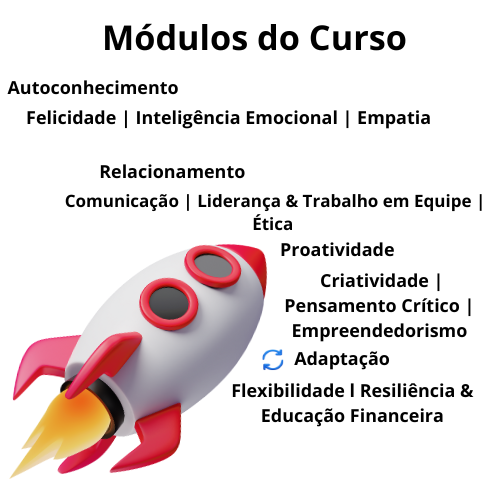 Módulos do Curso
Autoconhecimento
Felicidade | Inteligência Emocional | Empatia
Relacionamento
Comunicação | Liderança & Trabalho em Equipe |
Ética
Proatividade
Criatividade |
Pensamento Crítico |
Empreendedorismo
Adaptação
Flexibilidade l Resiliência &
Educação Financeira